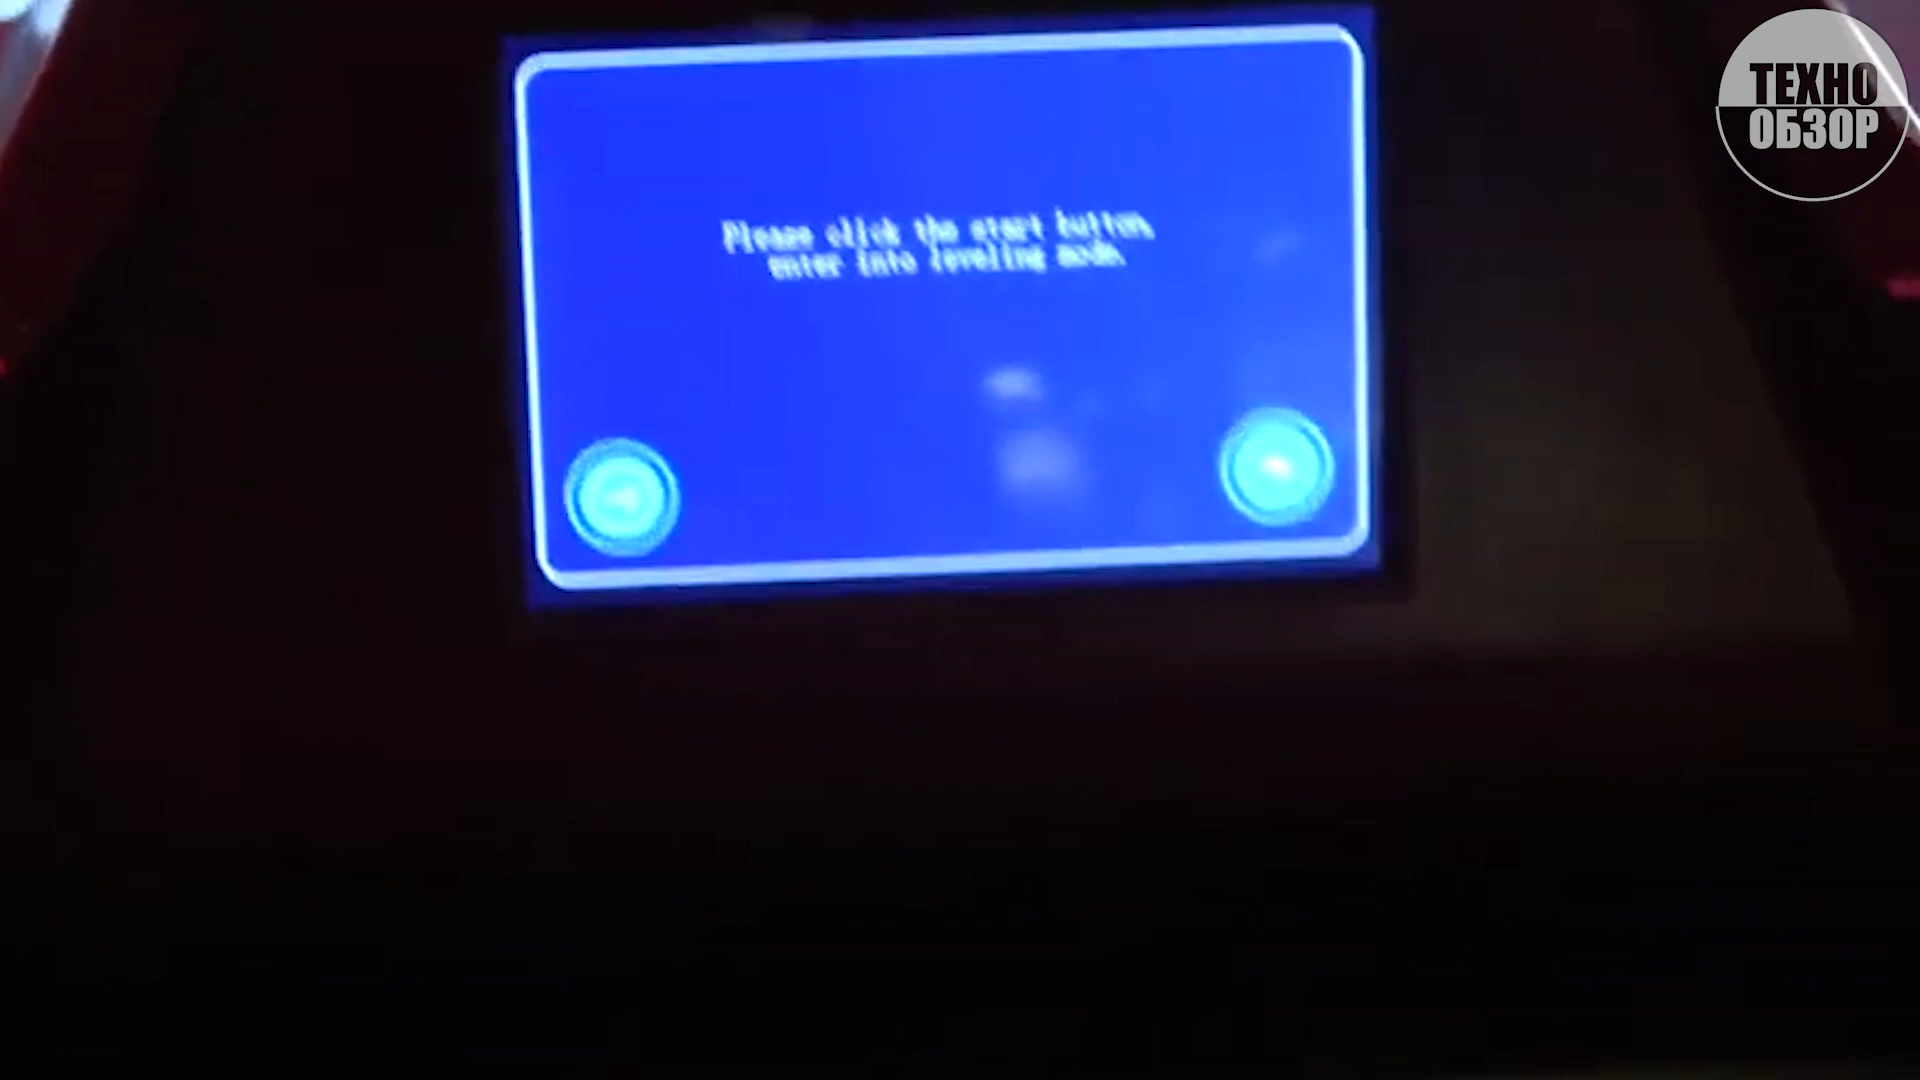 Please click the start button,
enter into leveling mode.
ТЕХНО
ОБЗОР